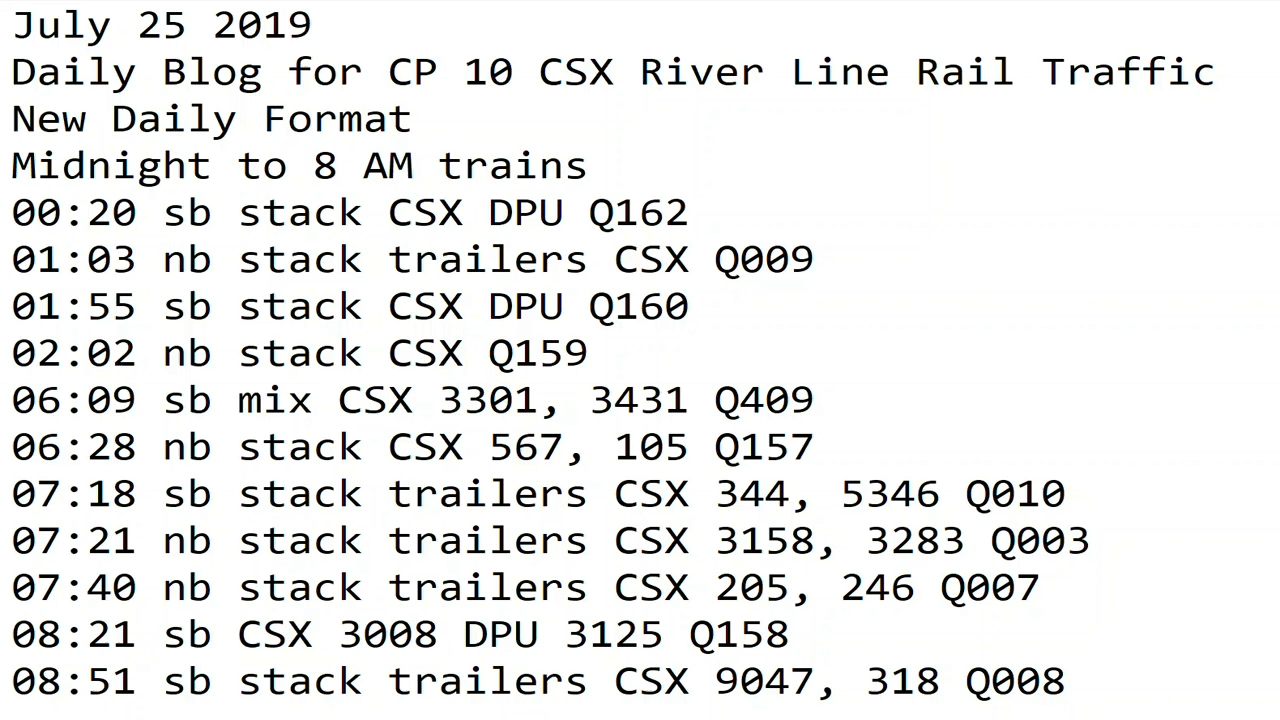 July 25 2019
Daily Blog for CP 10 CSX River Line Rail Traffic
New Daily Format
Midnight to 8 AM trains
00:20 sb stack CSX DPU Q162
01:03 nb stack trailers CSX Q009
01:55 sb stack CSX DPU Q160
02:02 nb stack CSX Q159
06:09 sb mix CSX 3301, 3431 Q409
06:28 nb stack CSX 567, 105 Q157
07:18 sb stack trailers CSX 344, 5346 Q010
07:21 nb stack trailers CSX 3158, 3283 Q003
07:40 nb stack trailers CSX 205, 246 Q007
08:21 sb CSX 3008 DPU 3125 Q158
08:51 sb stack trailers CSX 9047, 318 Q008